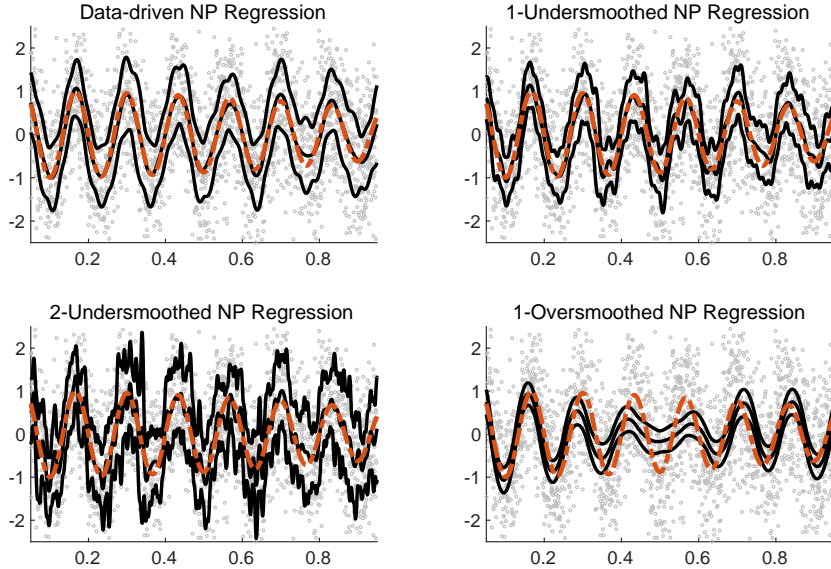 Data-driven NP Regression
2
1
0
-1
-2
0.2 0.4 0.6 0.8
1-Undersmoothed NP Regression
2
1
0
-1
-2
0.2 0.4 0.6 0.8
2-Undersmoothed NP Regression
2
1
0
-1
-2
0.2 0.4 0.6 0.8
1-Oversmoothed NP Regression
2
1
0
-1
-2
0.2 0.4 0.6 0.8